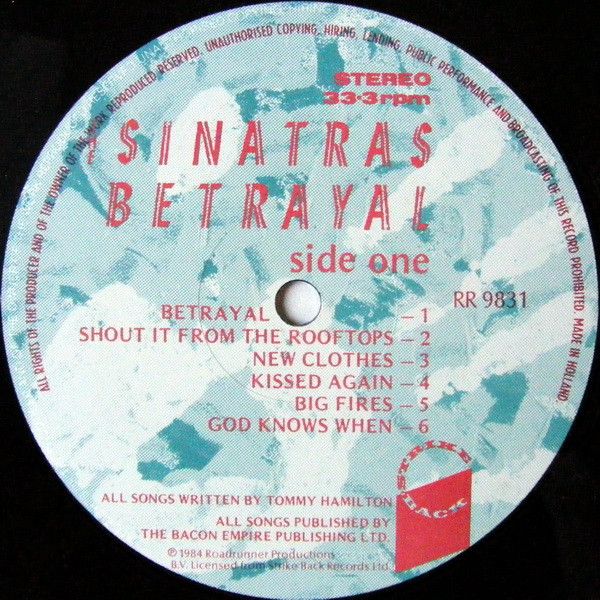 ALL RIGHTS OF THE PRODUCER AND OF THE OWNER OF THE WORK REPRODUCED RESERVED. UNAUTHORISED COPYING, HIRING, LENDING, PUBLIC PERFORMANCE AND BROADCASTING OF THIS RECORD PROHIBITED. MADE IN HOLLAND.
STEREO
33·3rpm
THE
SINATRAS
BETRAYAL
side one
RR 9831
BETRAYAL – 1
SHOUT IT FROM THE ROOFTOPS – 2
NEW CLOTHES – 3
KISSED AGAIN – 4
BIG FIRES – 5
GOD KNOWS WHEN – 6
STRIKE
BACK
ALL SONGS WRITTEN BY TOMMY HAMILTON
ALL SONGS PUBLISHED BY
THE BACON EMPIRE PUBLISHING LTD.
℗ 1984 Roadrunner Productions
B.V. Licensed from Strike Back Records Ltd